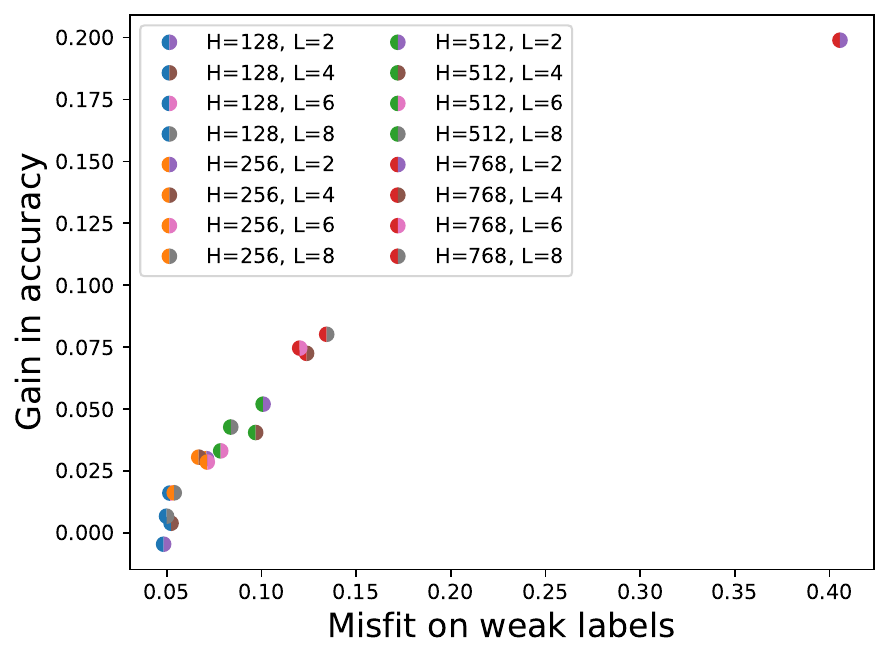 0.200
0.175
0.150
0.125
0.100
0.075
0.050
0.025
0.000
Gain in accuracy
H=128, L=2
H=128, L=4
H=128, L=6
H=128, L=8
H=256, L=2
H=256, L=4
H=256, L=6
H=256, L=8
H=512, L=2
H=512, L=4
H=512, L=6
H=512, L=8
H=768, L=2
H=768, L=4
H=768, L=6
H=768, L=8
0.05 0.10 0.15 0.20 0.25 0.30 0.35 0.40
Misfit on weak labels